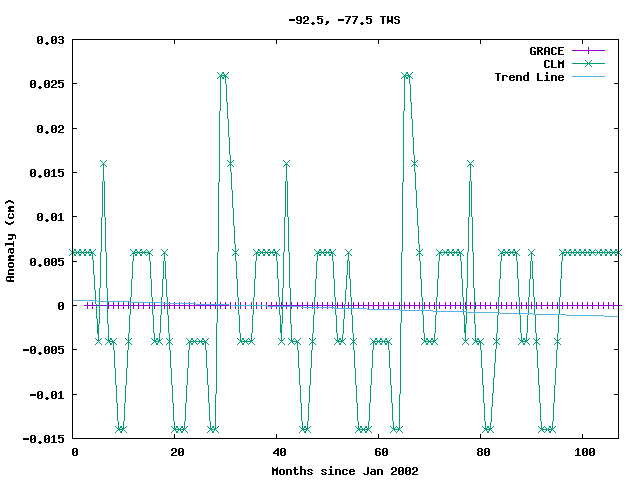 -92.5, -77.5 TWS
GRACE
CLM
Trend Line
0.03
0.025
0.02
0.015
0.01
0.005
0
-0.005
-0.01
-0.015
Anomaly (cm)
0 20 40 60 80 100
Months since Jan 2002